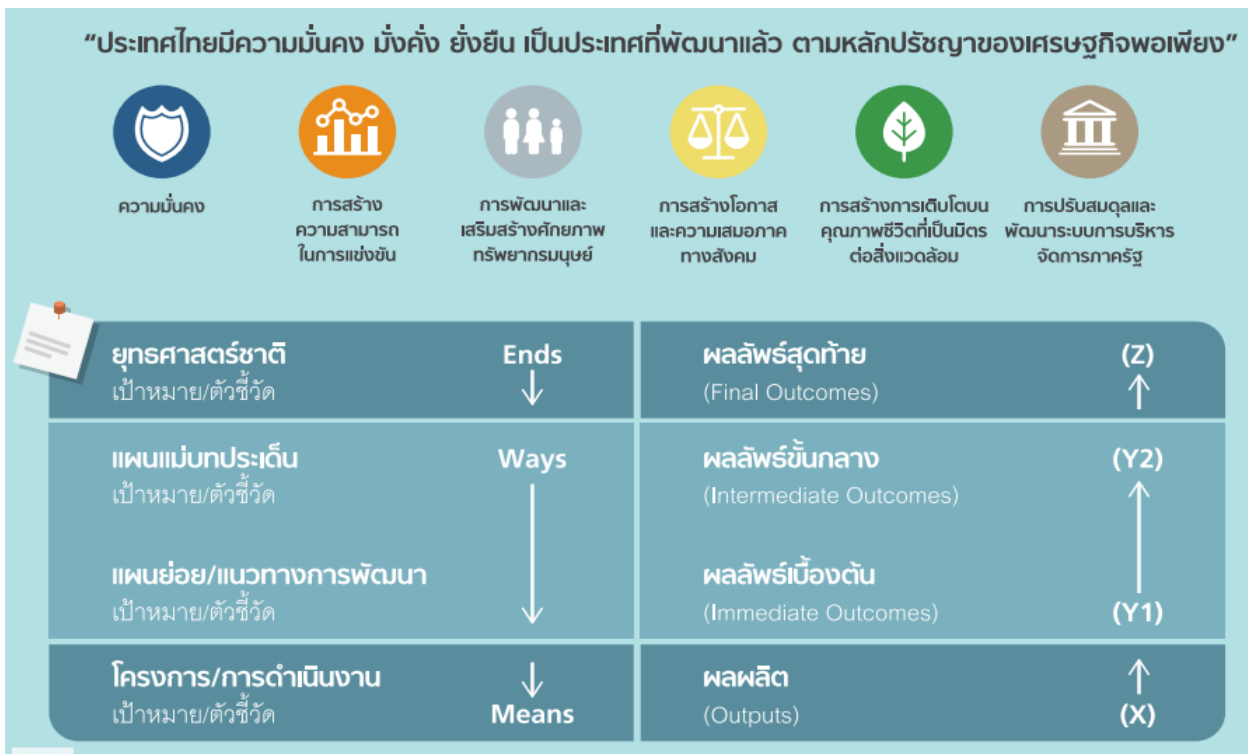 “ประเทศไทยมีความมั่นคง มั่งคั่ง ยั่งยืน เป็นประเทศที่พัฒนาแล้ว ตามหลักปรัชญาของเศรษฐกิจพอเพียง”
ความมั่นคง
การสร้าง
ความสามารถ
ในการแข่งขัน
การพัฒนาและ
เสริมสร้างศักยภาพ
ทรัพยากรมนุษย์
การสร้างโอกาส
และความเสมอภาค
ทางสังคม
การสร้างการเติบโตบน
คุณภาพชีวิตที่เป็นมิตร
ต่อสิ่งแวดล้อม
การปรับสมดุลและ
พัฒนาระบบการบริหาร
จัดการภาครัฐ
ยุทธศาสตร์ชาติ Ends ผลลัพธ์สุดท้าย (Z)
เป้าหมาย/ตัวชี้วัด (Final Outcomes)
แผนแม่บทประเด็น Ways ผลลัพธ์ขั้นกลาง (Y2)
เป้าหมาย/ตัวชี้วัด (Intermediate Outcomes)
แผนย่อย/แนวทางการพัฒนา ผลลัพธ์เบื้องต้น
เป้าหมาย/ตัวชี้วัด (Immediate Outcomes) (Y1)
โครงการ/การดำเนินงาน ผลผลิต
เป้าหมาย/ตัวชี้วัด Means (Outputs) (X)